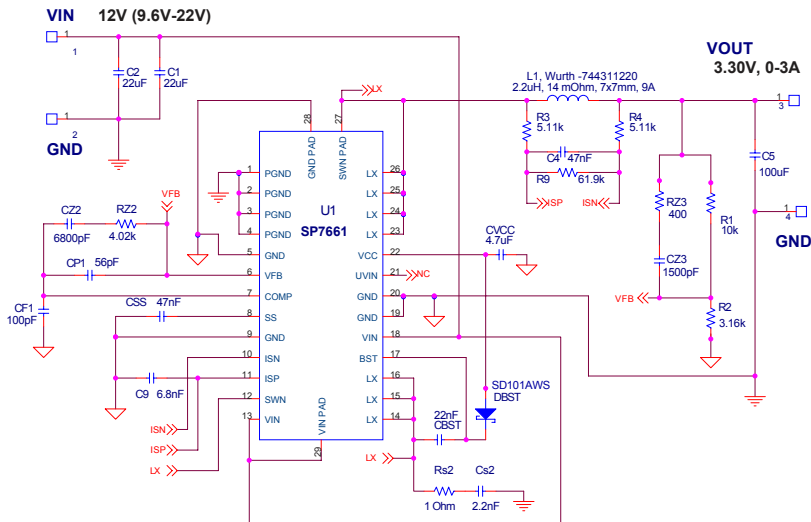 VIN 12V (9.6V-22V)
1
1
C2
22uF
C1
22uF
2
1
GND
VOUT
3.30V, 0-3A
1
3
L1, Wurth -744311220
2.2uH, 14 mOhm, 7x7mm, 9A
R3
5.11k
R4
5.11k
C4 47nF
R9 61.9k
ISP
ISN
C5
100uF
1
4
GND
RZ3
400
CZ3
1500pF
R1
10k
VFB
R2
3.16k
LX
28
GND PAD
27
SWN PAD
U1
SP7661
1 PGND
2 PGND
3 PGND
4 PGND
5 GND
6 VFB
7 COMP
8 SS
9 GND
10 ISN
11 ISP
12 SWN
13 VIN
LX 26
LX 25
LX 24
LX 23
VCC 22
UVIN 21
GND 20
GND 19
VIN 18
BST 17
LX 16
LX 15
LX 14
VIN PAD
29
VFB
CZ2
6800pF
RZ2
4.02k
CP1
56pF
CF1
100pF
CSS 47nF
C9 6.8nF
ISN
ISP
LX
CVCC
4.7uF
NC
SD101AWS
DBST
22nF
CBST
LX
Rs2
1 Ohm
Cs2
2.2nF